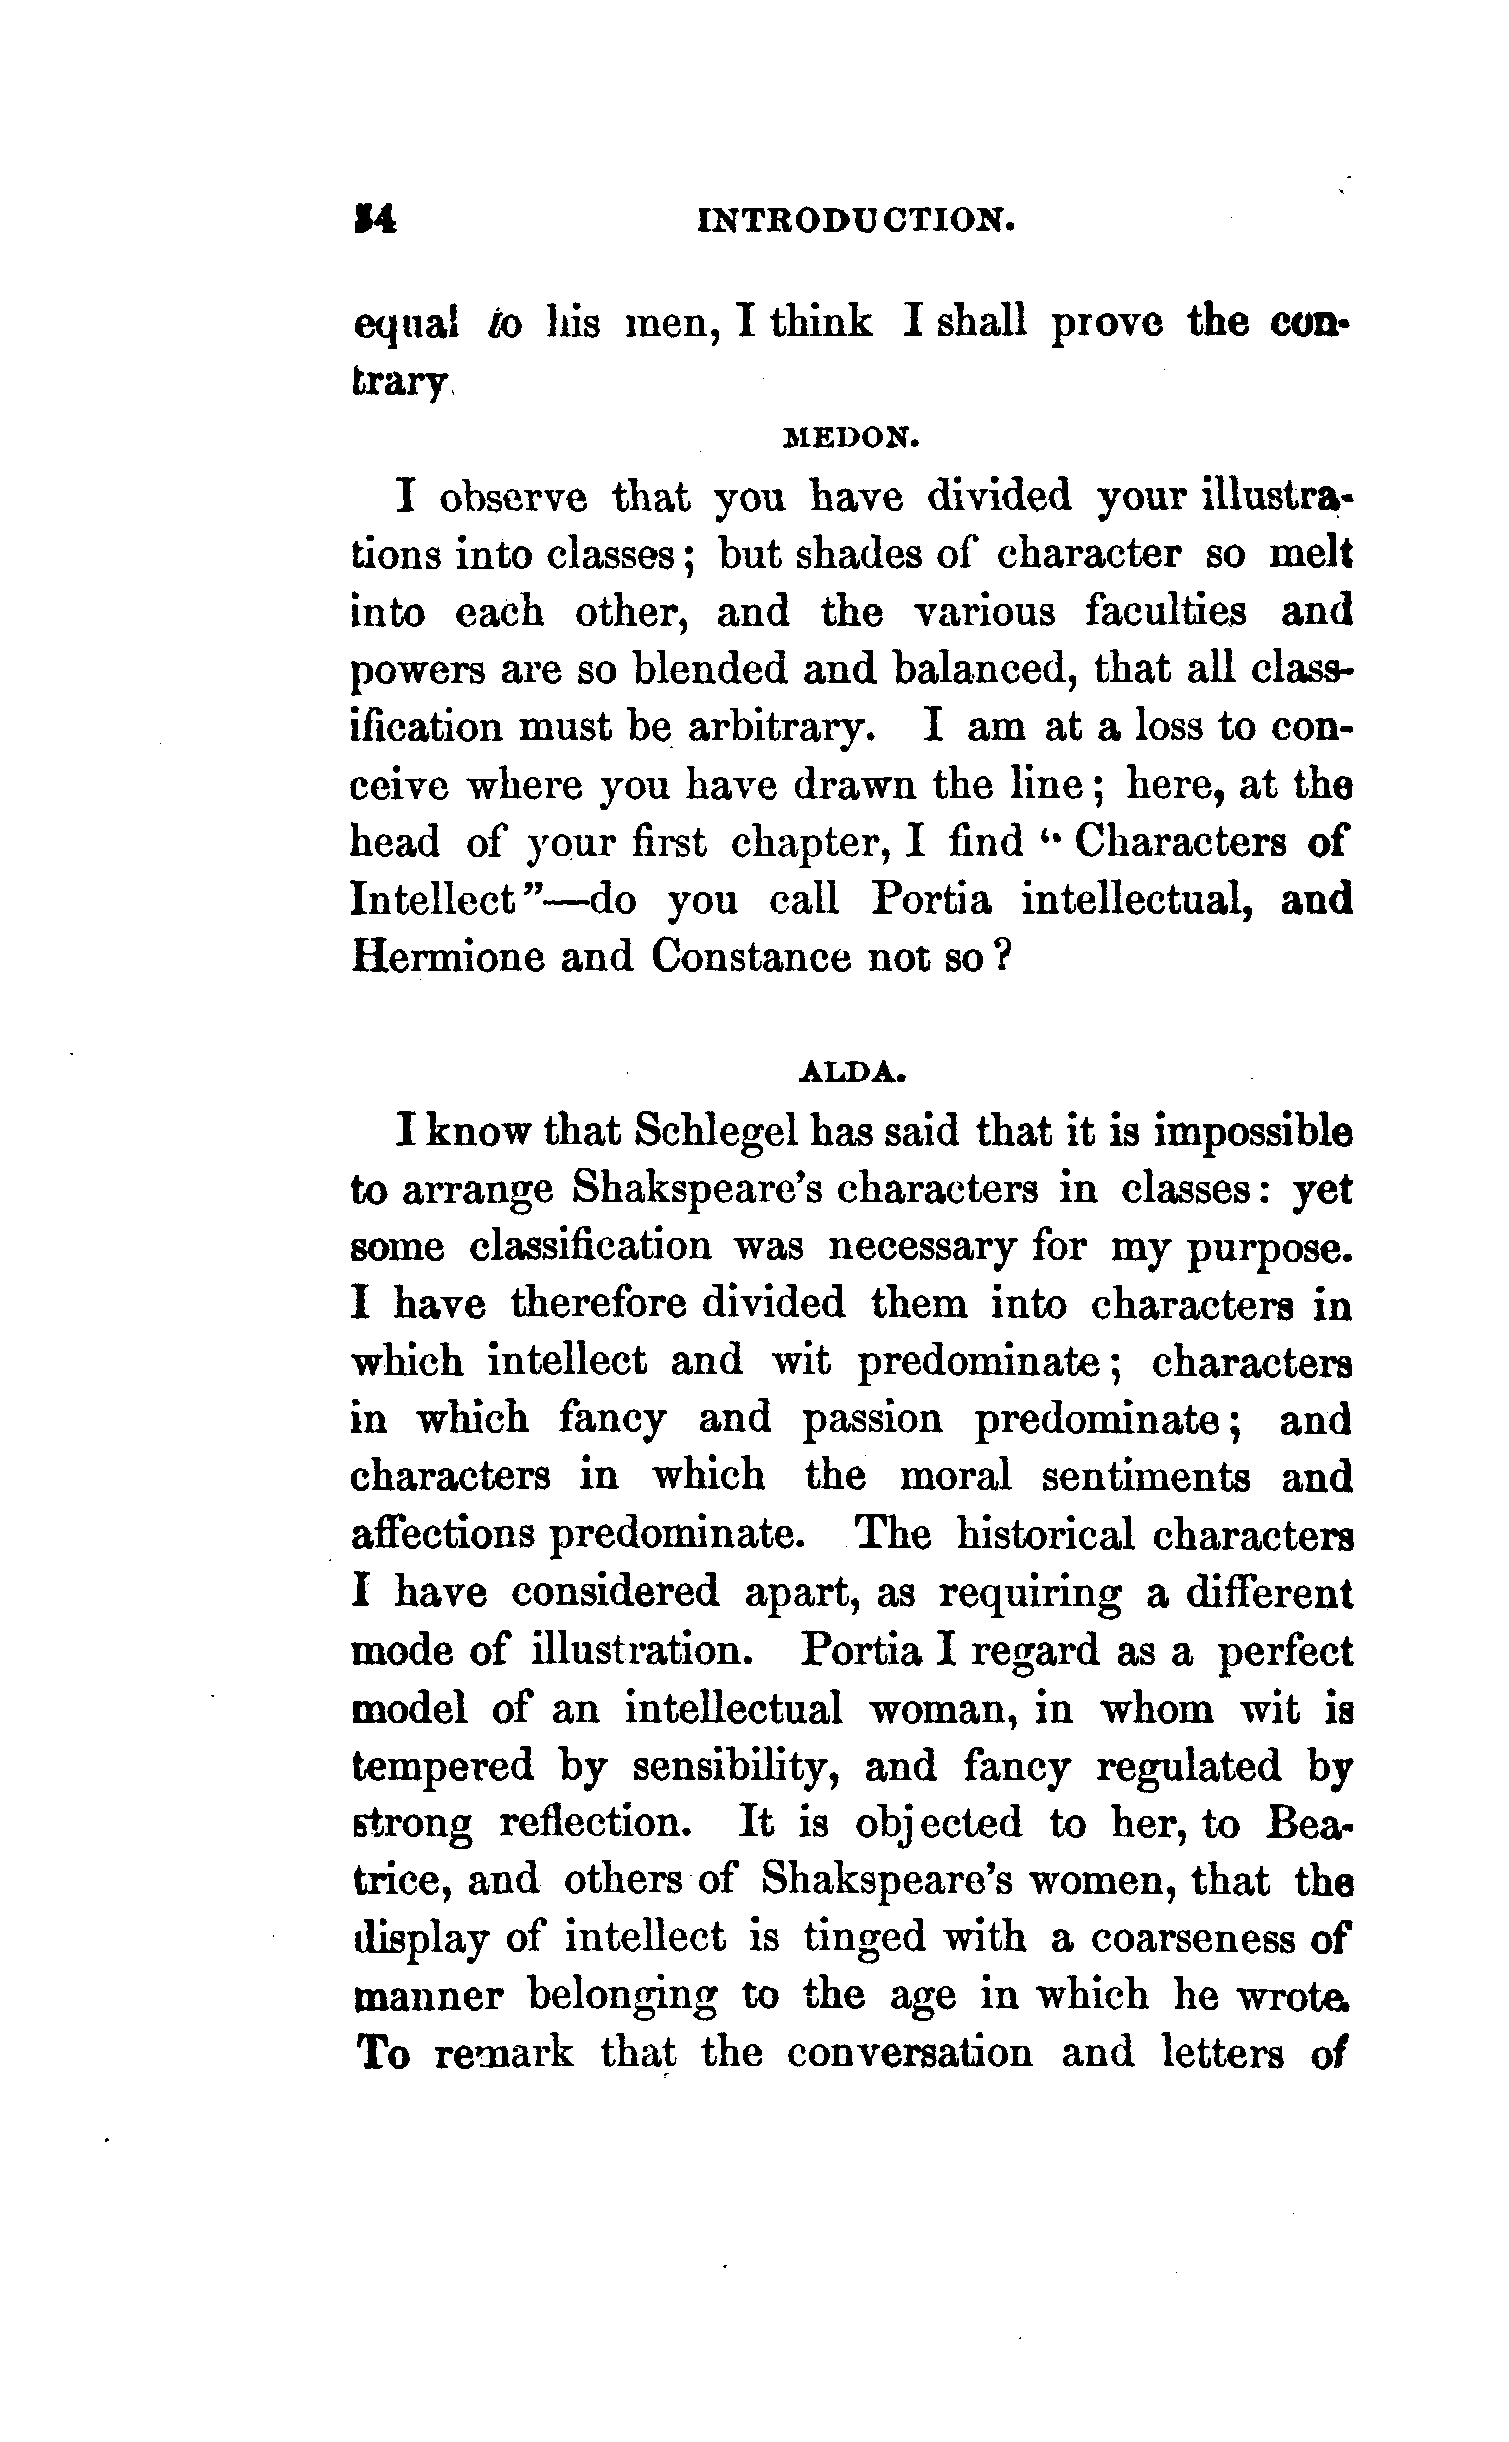 34 INTRODUCTION.
equal to his men, I think I shall prove the con-
trary.
MEDON.
I observe that you have divided your illustra-
tions into classes; but shades of character so melt
into each other, and the various faculties and
powers are so blended and balanced, that all class-
ification must be arbitrary. I am at a loss to con-
ceive where you have drawn the line; here, at the
head of your first chapter, I find “Characters of
Intellect”—do you call Portia intellectual, and
Hermione and Constance not so?
ALDA.
I know that Schlegel has said that it is impossible
to arrange Shakspeare’s characters in classes: yet
some classification was necessary for my purpose.
I have therefore divided them into characters in
which intellect and wit predominate; characters
in which fancy and passion predominate; and
characters in which the moral sentiments and
affections predominate. The historical characters
I have considered apart, as requiring a different
mode of illustration. Portia I regard as a perfect
model of an intellectual woman, in whom wit is
tempered by sensibility, and fancy regulated by
strong reflection. It is objected to her, to Bea-
trice, and others of Shakspeare’s women, that the
display of intellect is tinged with a coarseness of
manner belonging to the age in which he wrote.
To remark that the conversation and letters of